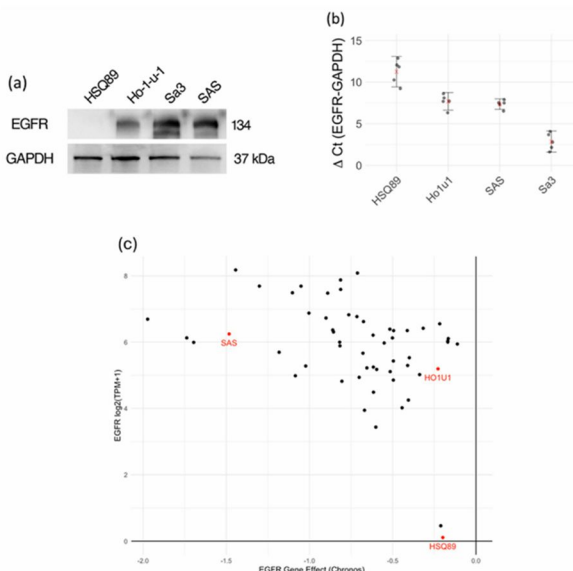 (a)
HSQ89
Ho-1-u-1
Sa3
SAS
EGFR
134
GAPDH
37 kDa
(b)
Δ Ct (EGFR-GAPDH)
15
10
5
0
HSQ89
Ho1u1
SAS
Sa3
(c)
EGFR log2(TPM+1)
8
6
4
2
0
SAS
HO1U1
HSQ89
-2.0
-1.5
-1.0
-0.5
0.0
EGFR Gene Effect (Chronos)